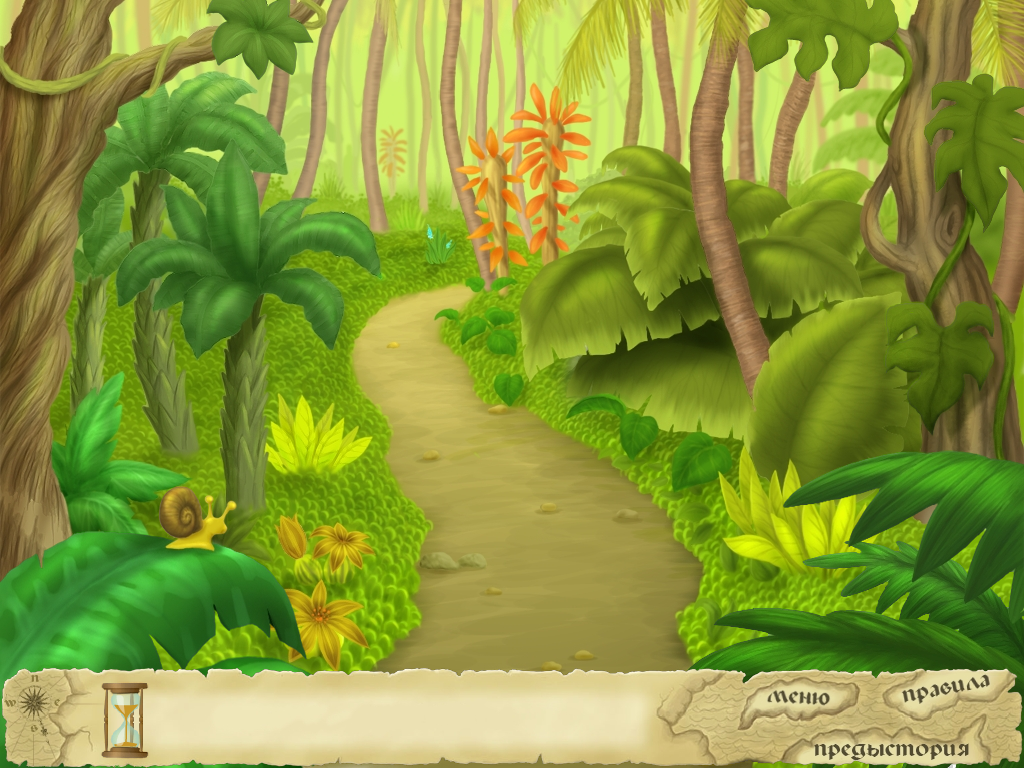 меню
правила
предыстория